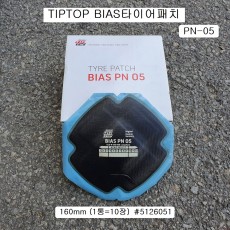 TIPTOP BIAS타이어패치
PN-05
TYRE PATCH
BIAS PN 05
BIAS PN 05
160mm (1통=10장) #5126051